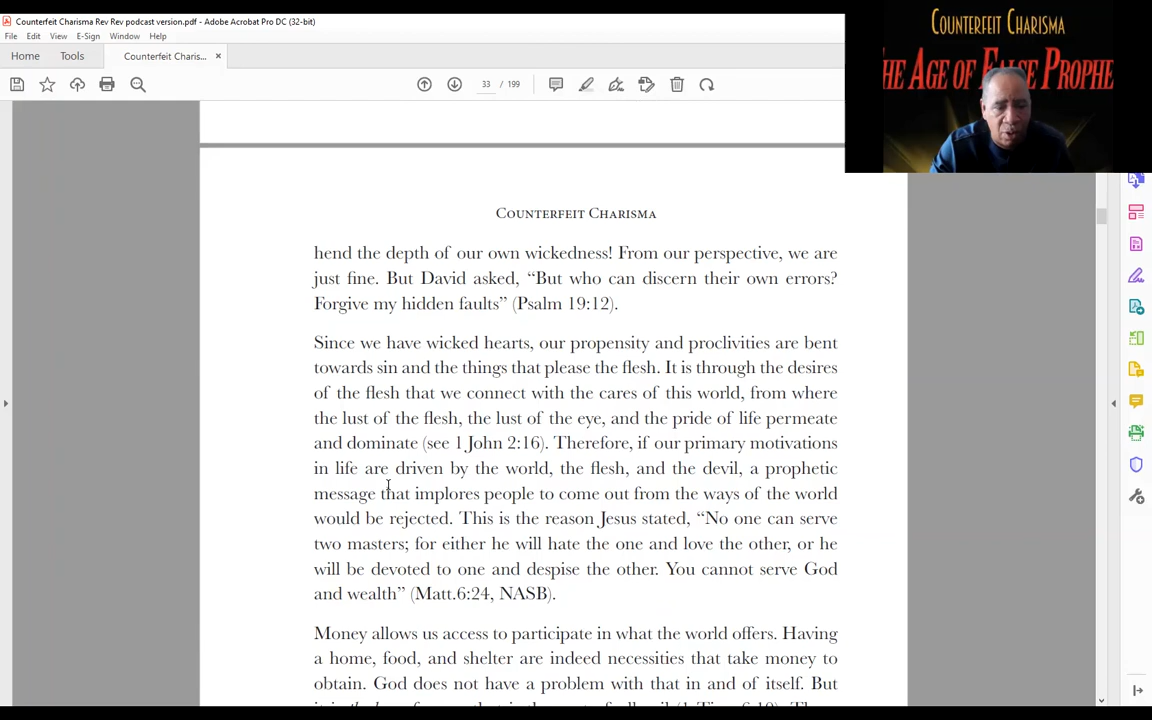 Counterfeit Charisma Rev Rev podcast version.pdf - Adobe Acrobat Pro DC (32-bit)
File Edit View E-Sign Window Help
Home Tools Counterfeit Charis... ×
33 / 199
COUNTERFEIT CHARISMA
HE AGE OF FALSE PROPHE
COUNTERFEIT CHARISMA
hend the depth of our own wickedness! From our perspective, we are
just fine. But David asked, “But who can discern their own errors?
Forgive my hidden faults” (Psalm 19:12).
Since we have wicked hearts, our propensity and proclivities are bent
towards sin and the things that please the flesh. It is through the desires
of the flesh that we connect with the cares of this world, from where
the lust of the flesh, the lust of the eye, and the pride of life permeate
and dominate (see 1 John 2:16). Therefore, if our primary motivations
in life are driven by the world, the flesh, and the devil, a prophetic
message that implores people to come out from the ways of the world
would be rejected. This is the reason Jesus stated, “No one can serve
two masters; for either he will hate the one and love the other, or he
will be devoted to one and despise the other. You cannot serve God
and wealth” (Matt.6:24, NASB).
Money allows us access to participate in what the world offers. Having
a home, food, and shelter are indeed necessities that take money to
obtain. God does not have a problem with that in and of itself. But